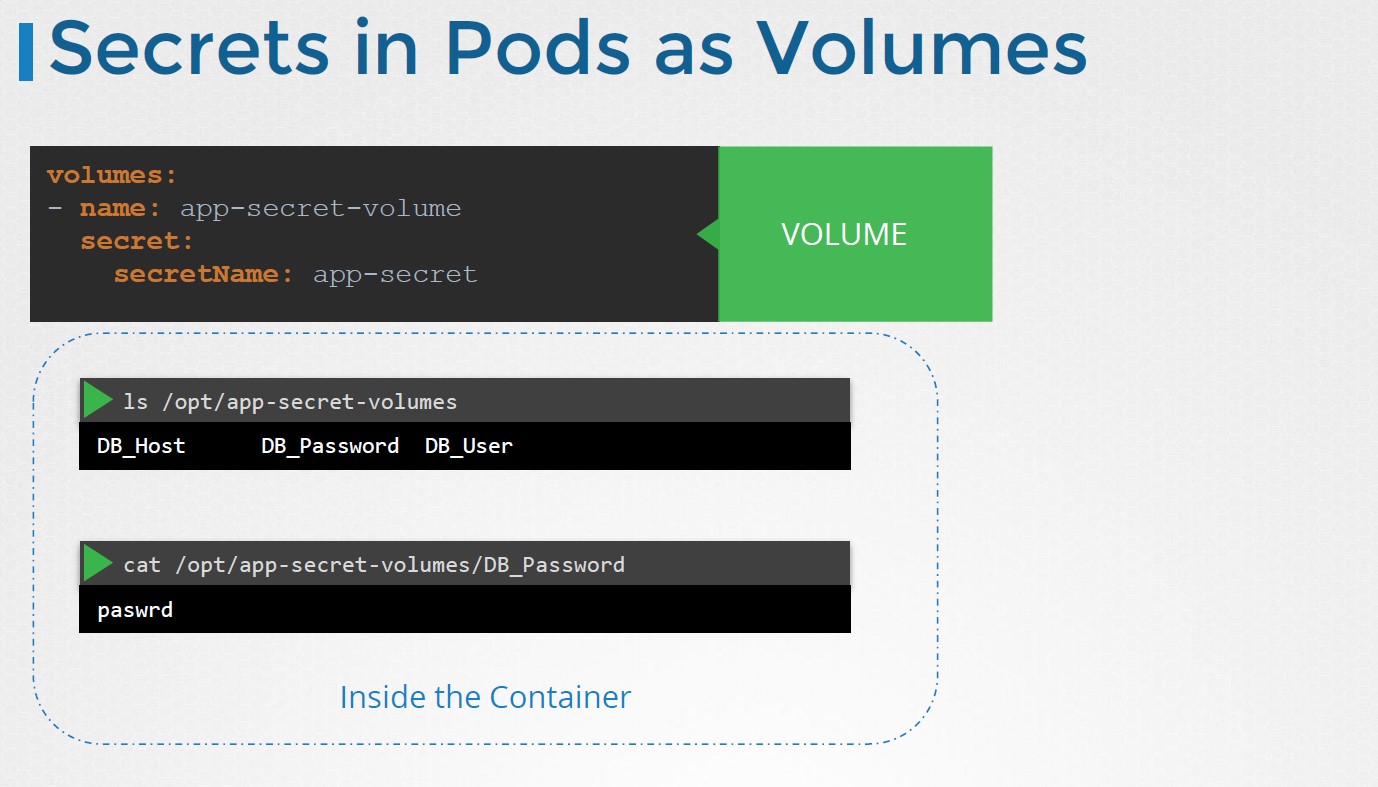 Secrets in Pods as Volumes
volumes:
- name: app-secret-volume
  secret:
    secretName: app-secret
VOLUME
ls /opt/app-secret-volumes
DB_Host DB_Password DB_User
cat /opt/app-secret-volumes/DB_Password
paswrd
Inside the Container